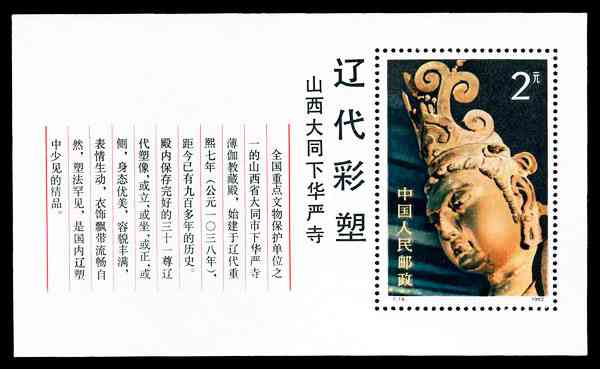 2元
中国人民邮政
T.74
1982
辽代彩塑
山西大同下华严寺
全国重点文物保护单位之
一的山西省大同市下华严寺
薄伽教藏殿，始建于辽代重
熙七年（公元一〇三八年），
距今已有九百多年的历史。
殿内保存完好的三十一尊辽
代塑像，或立，或坐，或正，或
侧，身态优美，容貌丰满，
表情生动，衣饰飘带流畅自
然，塑法罕见，是国内辽塑
中少见的精品。